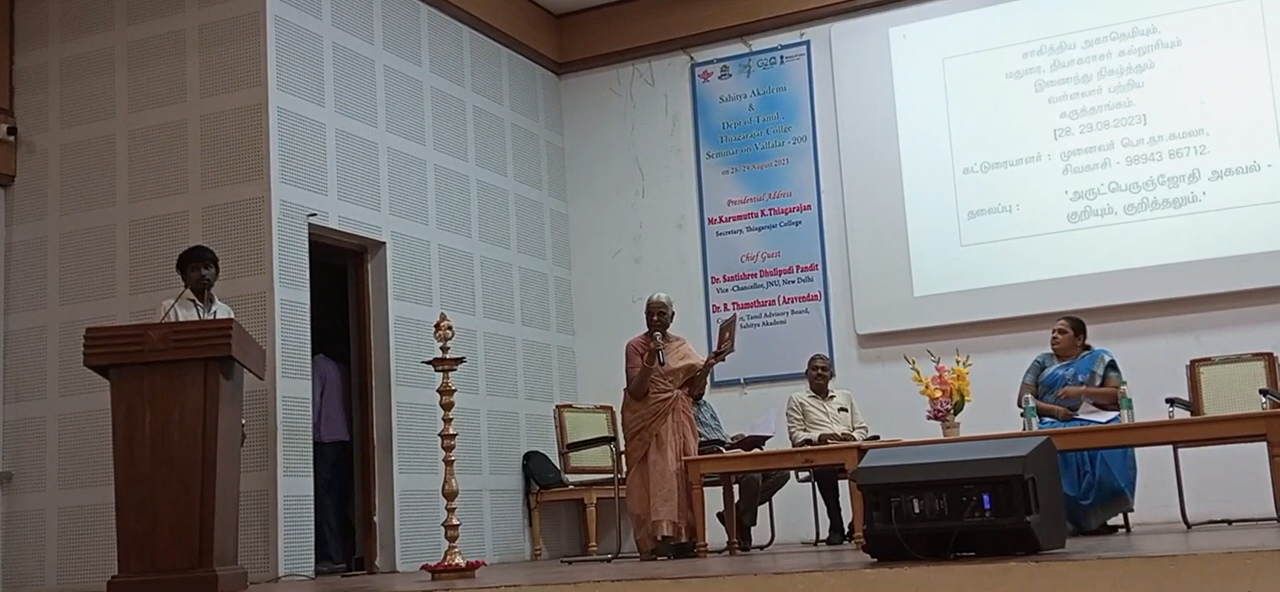 G20
Sahitya Akademi
&
Dept of Tamil,
Thiagarajar Collge
Seminar on Vallalar -200
on 28-29 August 2023
Presidential Address
Mr.Karumuttu K.Thiagarajan
Secretary, Thiagarajar College
Chief Guest
Dr. Santishree Dhulipudi Pandit
Vice -Chancellor, JNU, New Delhi
Dr. R. Thamotharan (Aravendan)
Tamil Advisory Board,
Sahitya Akademi
சாகித்திய அகாதெமியும்,
மதுரை, தியாகராசர் கல்லூரியும்
இணைந்து நிகழ்த்தும்
வள்ளலார் பற்றிய
கருத்தரங்கம்.
[28, 29.08.2023]
கட்டுரையாளர் : முனைவர் பொ.நா.கமலா,
சிவகாசி - 98943 86712.
தலைப்பு : 'அருட்பெருஞ்ஜோதி அகவல் -
குறியும், குறித்தலும்.'